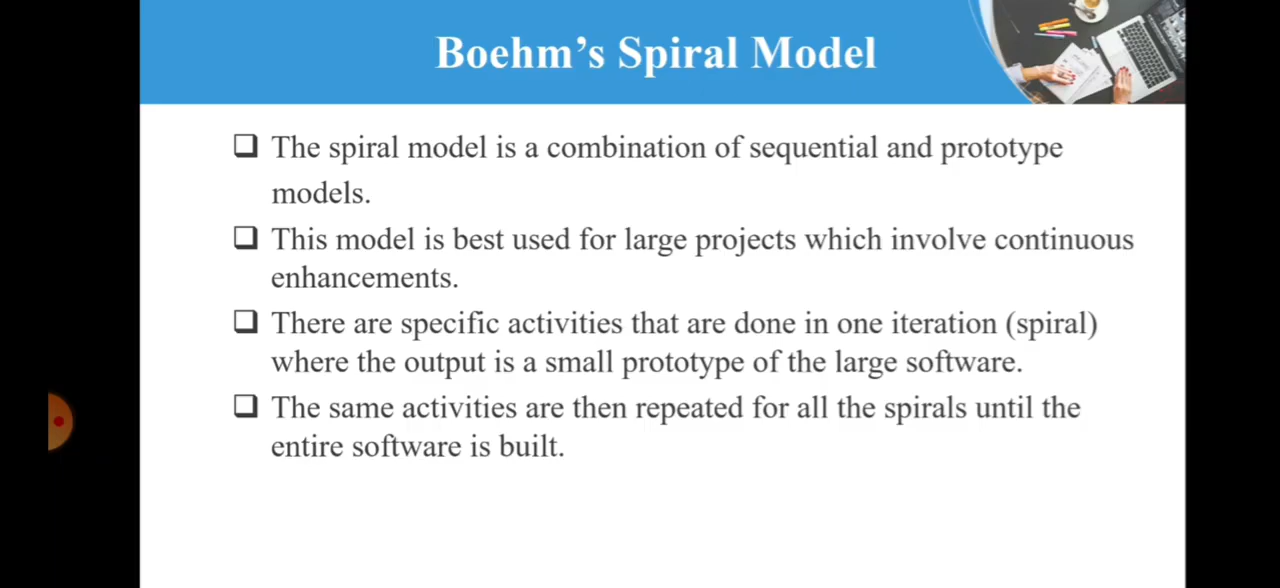 Boehm’s Spiral Model
❑ The spiral model is a combination of sequential and prototype
models.
❑ This model is best used for large projects which involve continuous
enhancements.
❑ There are specific activities that are done in one iteration (spiral)
where the output is a small prototype of the large software.
❑ The same activities are then repeated for all the spirals until the
entire software is built.